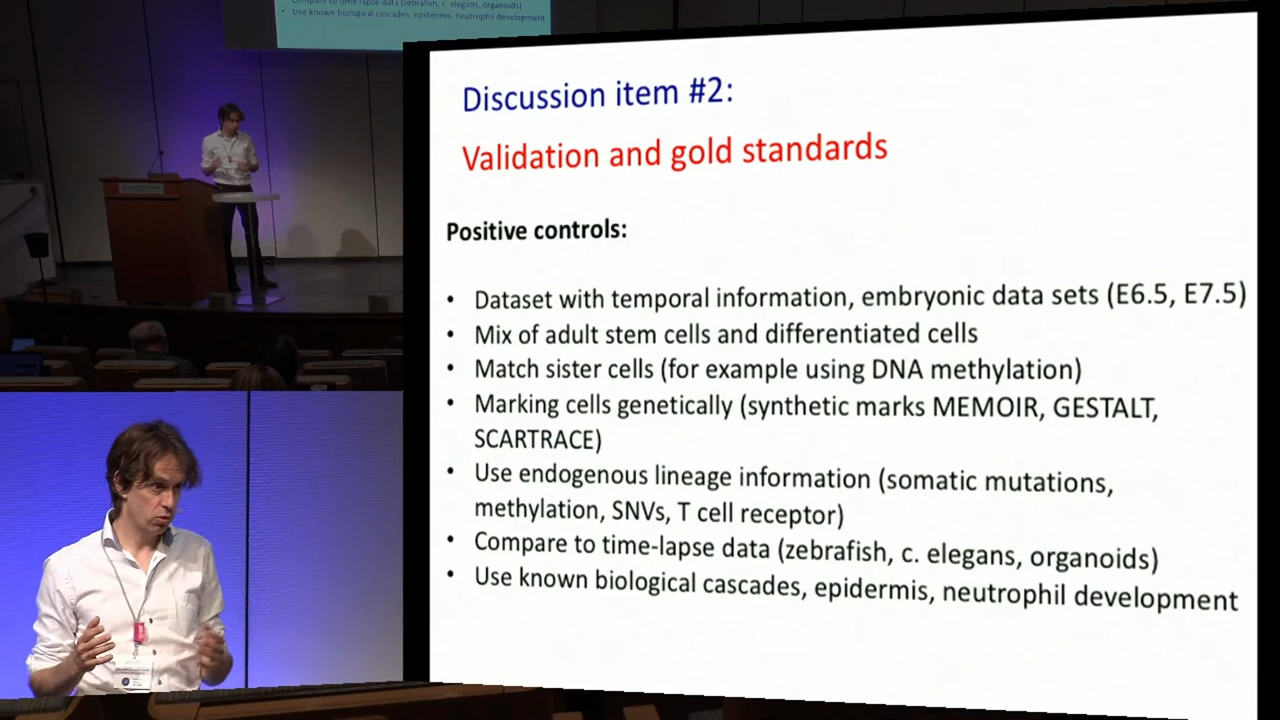 Compare to time lapse data (zebrafish, c. elegans, organoids)
• Use known biological cascades, epidermis, neutrophil development
Discussion item #2:
Validation and gold standards
Positive controls:
• Dataset with temporal information, embryonic data sets (E6.5, E7.5)
• Mix of adult stem cells and differentiated cells
• Match sister cells (for example using DNA methylation)
• Marking cells genetically (synthetic marks MEMOIR, GESTALT,
SCARTRACE)
• Use endogenous lineage information (somatic mutations,
methylation, SNVs, T cell receptor)
• Compare to time-lapse data (zebrafish, c. elegans, organoids)
• Use known biological cascades, epidermis, neutrophil development